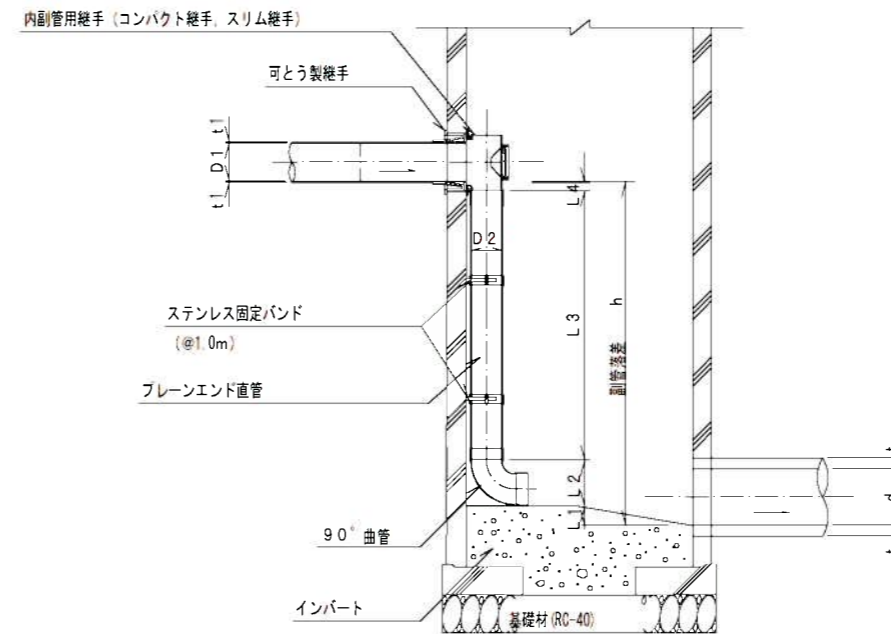 内副管用継手 (コンパクト継手, スリム継手)
可とう製継手
t1
D1
t1
L4
D2
ステンレス固定バンド
(@1.0m)
L3
h
副管落差
プレーンエンド直管
L2
L1
d
90°曲管
インバート
基礎材(RC-40)